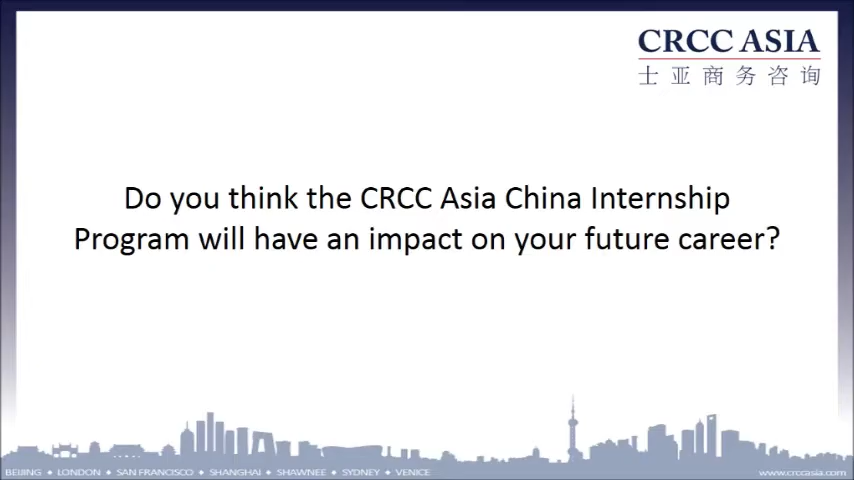 CRCC ASIA
士亚商务咨询
Do you think the CRCC Asia China Internship
Program will have an impact on your future career?
BEIJING ◆ LONDON ◆ SAN FRANCISCO ◆ SHANGHAI ◆ SHAWNEE ◆ SYDNEY ◆ VENICE
www.crccasia.com